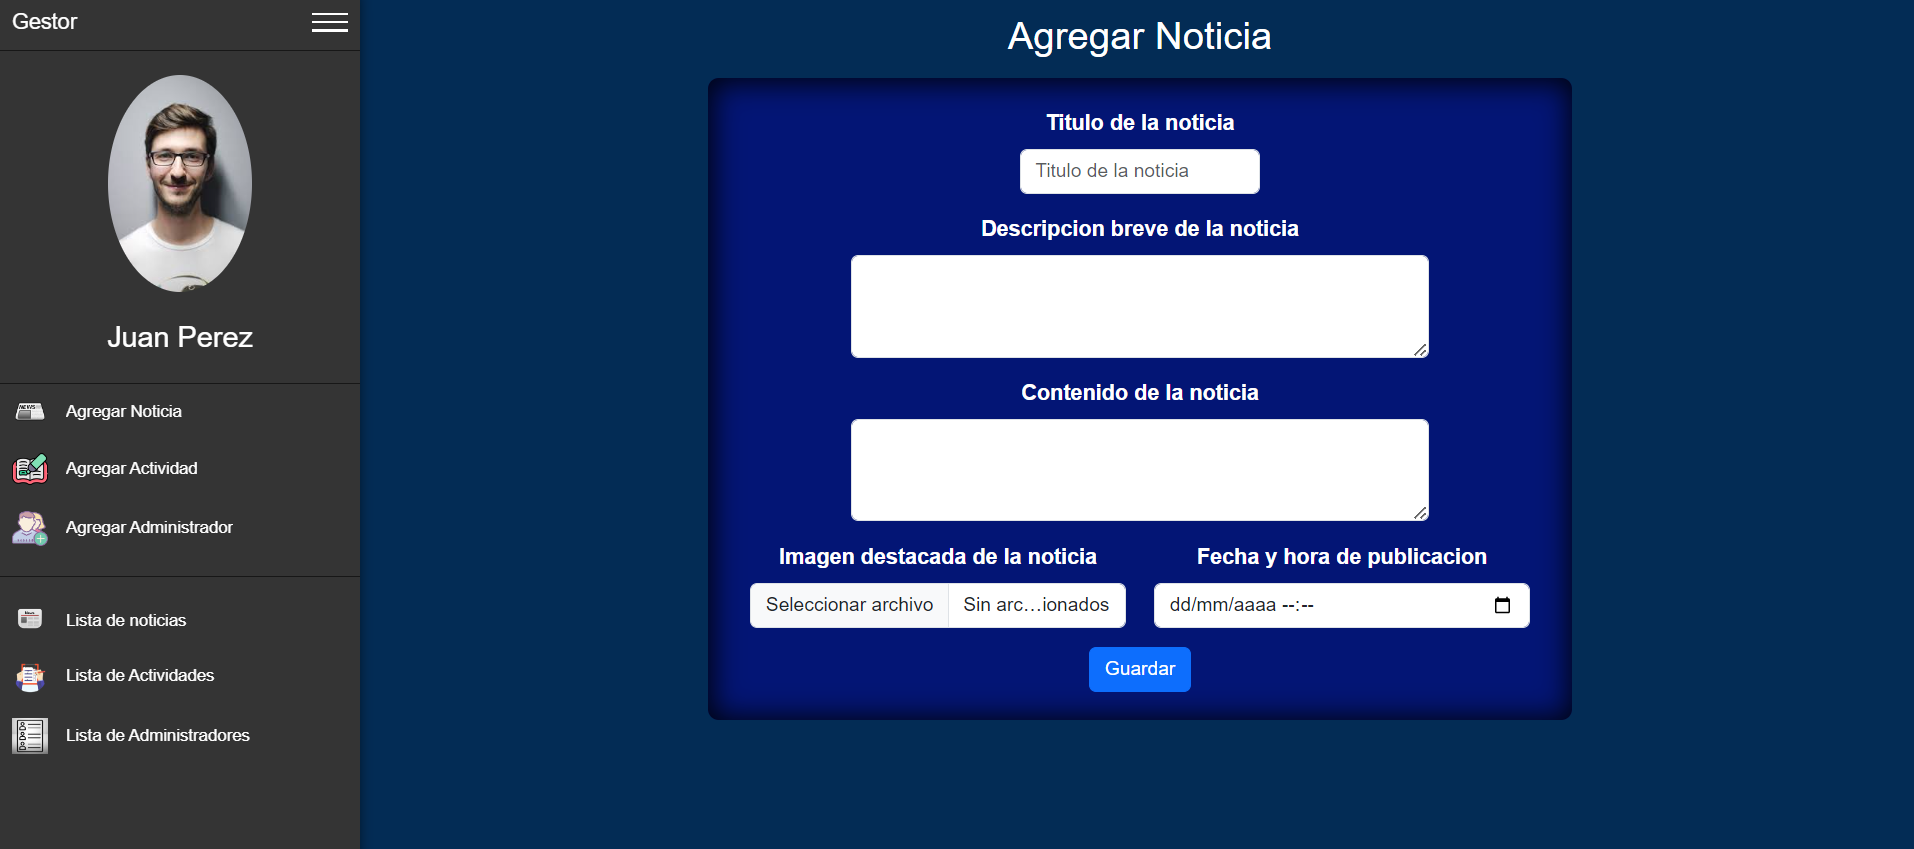 Gestor
Juan Perez
NEWS
Agregar Noticia
Agregar Actividad
Agregar Administrador
News
Lista de noticias
Lista de Actividades
Lista de Administradores
Agregar Noticia
Titulo de la noticia
Titulo de la noticia
Descripcion breve de la noticia
Contenido de la noticia
Imagen destacada de la noticia
Seleccionar archivo Sin arc...ionados
Fecha y hora de publicacion
dd/mm/aaaa --:--
Guardar